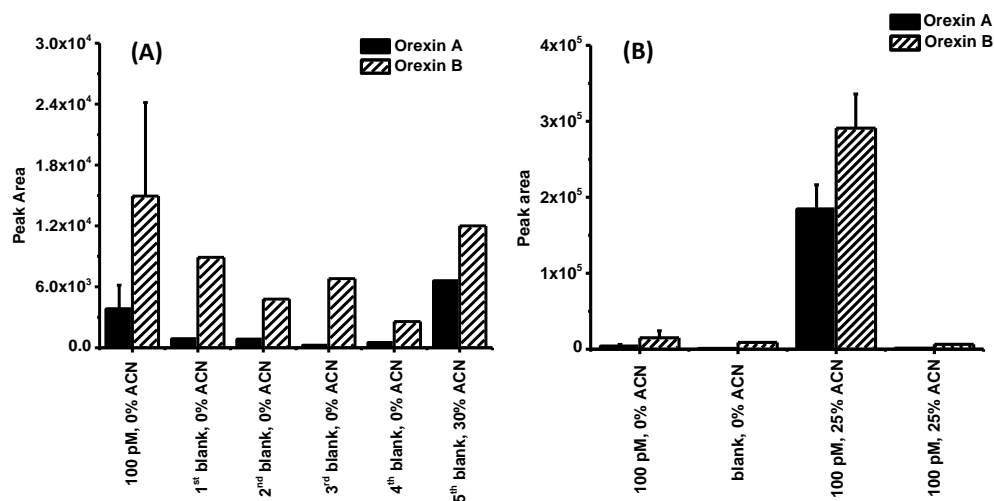 (A)
Orexin A
Orexin B
3.0x10⁴
2.4x10⁴
1.8x10⁴
1.2x10⁴
6.0x10³
0.0
Peak Area
100 pM, 0% ACN
1ˢᵗ blank, 0% ACN
2ⁿᵈ blank, 0% ACN
3ʳᵈ blank, 0% ACN
4ᵗʰ blank, 0% ACN
5ᵗʰ blank, 30% ACN
(B)
Orexin A
Orexin B
4x10⁵
3x10⁵
2x10⁵
1x10⁵
0
Peak area
100 pM, 0% ACN
blank, 0% ACN
100 pM, 25% ACN
100 pM, 25% ACN